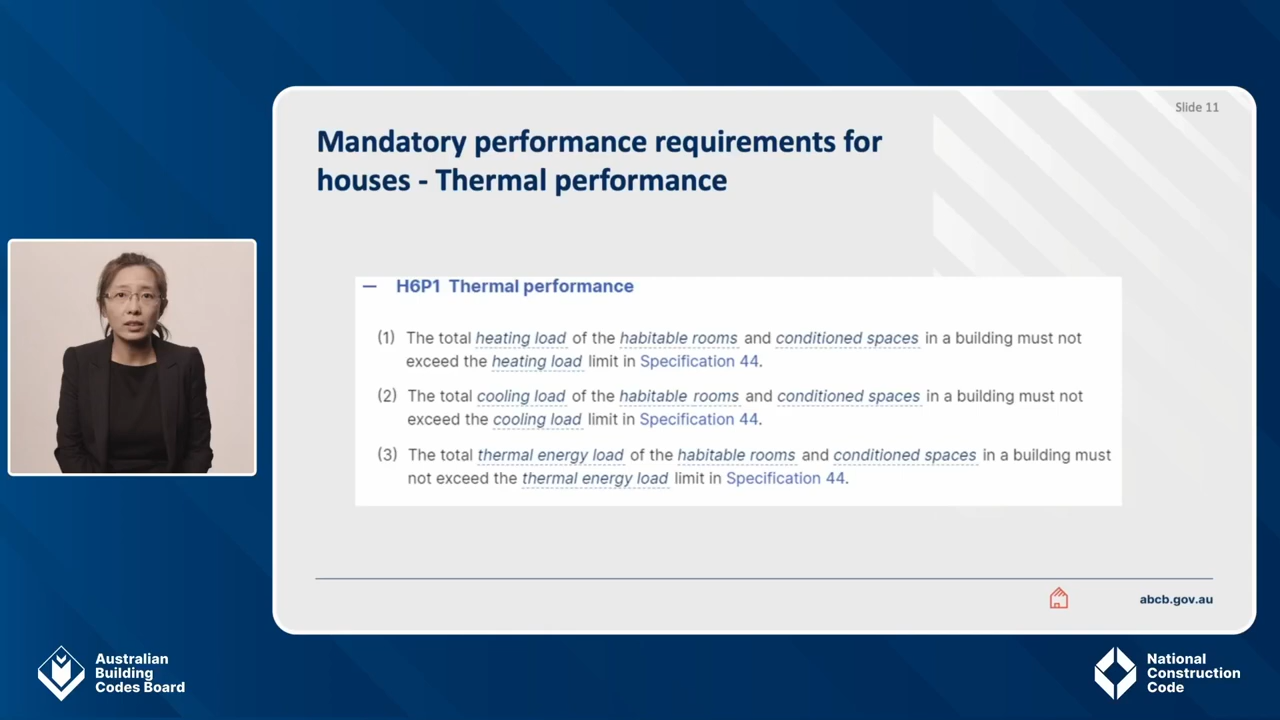 Slide 11
Mandatory performance requirements for
houses - Thermal performance
— H6P1 Thermal performance
(1) The total heating load of the habitable rooms and conditioned spaces in a building must not
exceed the heating load limit in Specification 44.
(2) The total cooling load of the habitable rooms and conditioned spaces in a building must not
exceed the cooling load limit in Specification 44.
(3) The total thermal energy load of the habitable rooms and conditioned spaces in a building must
not exceed the thermal energy load limit in Specification 44.
abcb.gov.au
Australian
Building
Codes Board
National
Construction
Code